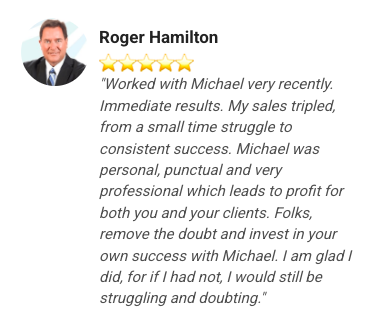 Roger Hamilton
"Worked with Michael very recently.
Immediate results. My sales tripled,
from a small time struggle to
consistent success. Michael was
personal, punctual and very
professional which leads to profit for
both you and your clients. Folks,
remove the doubt and invest in your
own success with Michael. I am glad I
did, for if I had not, I would still be
struggling and doubting."